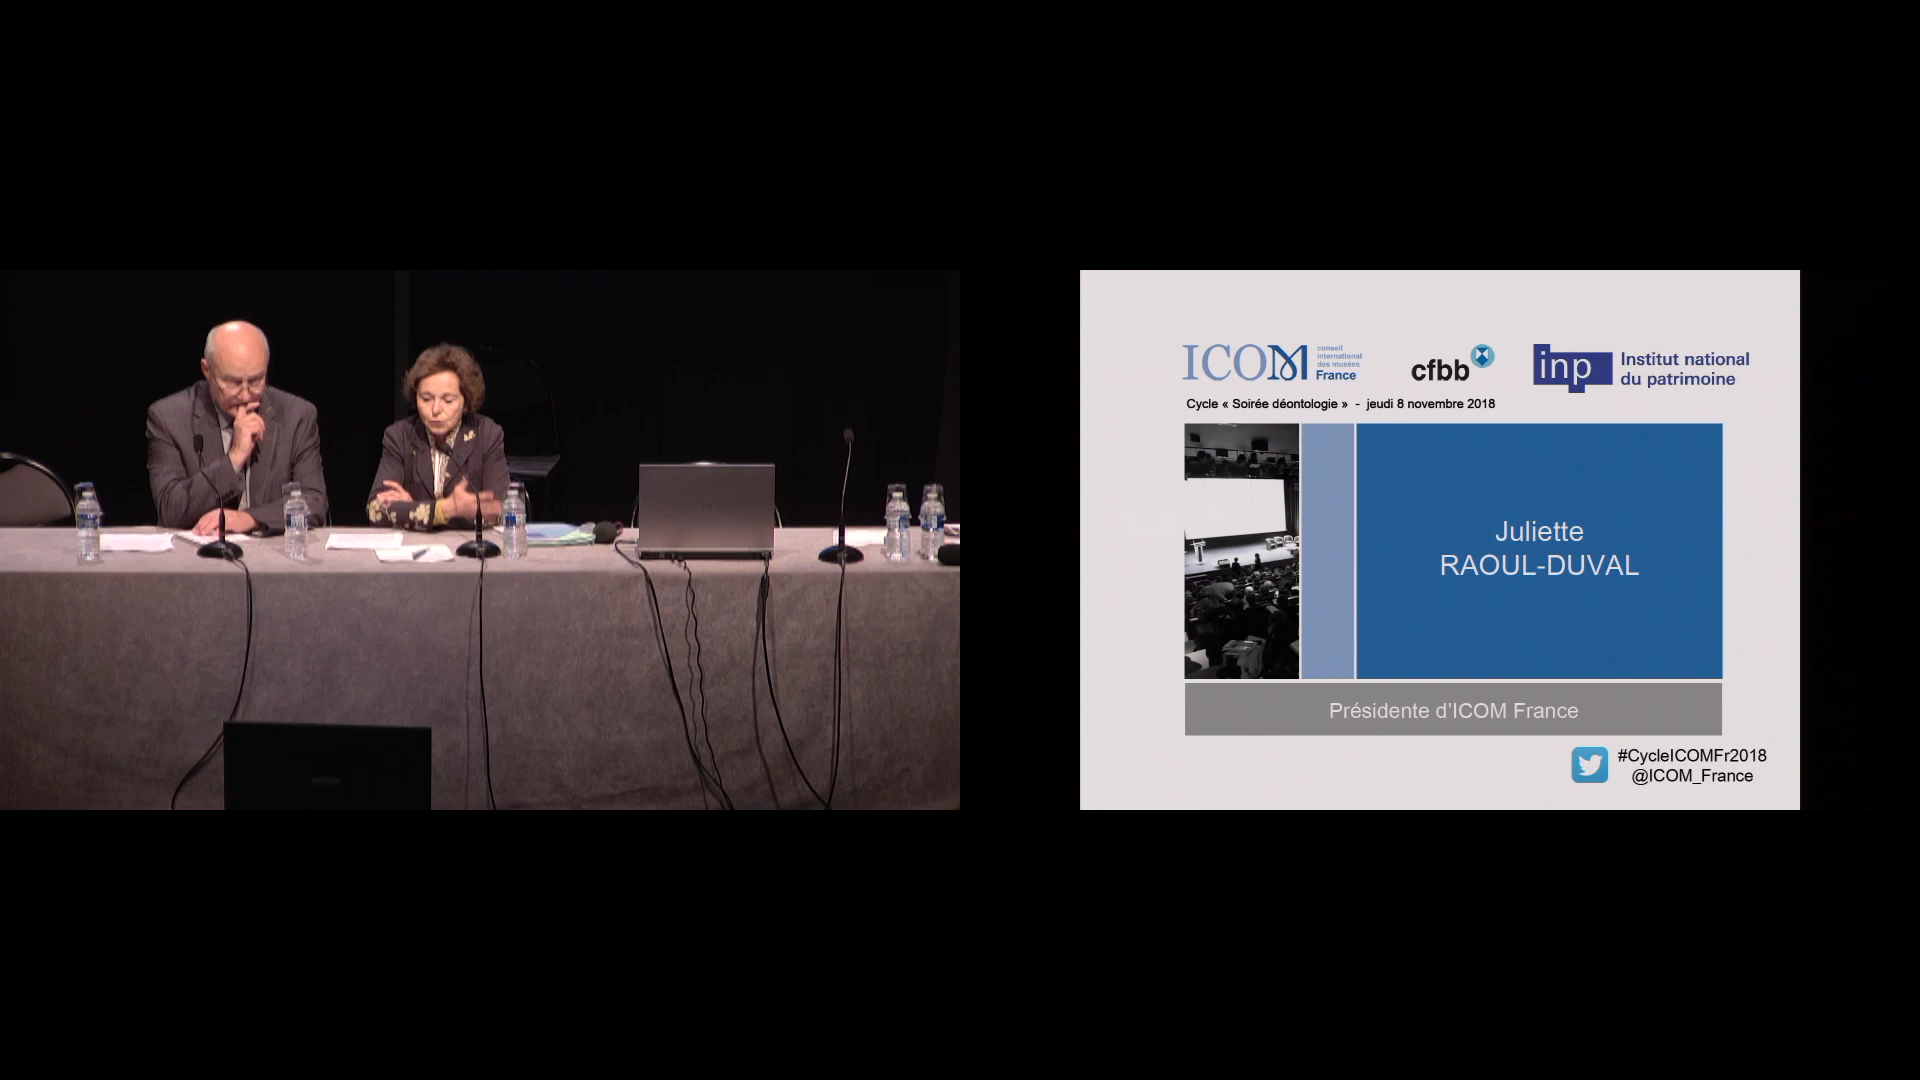 ICOM
conseil
international
des musées
France
cfbb
inp
Institut national
du patrimoine
Cycle « Soirée déontologie » - jeudi 8 novembre 2018
Juliette
RAOUL-DUVAL
Présidente d'ICOM France
#CycleICOMFr2018
@ICOM_France